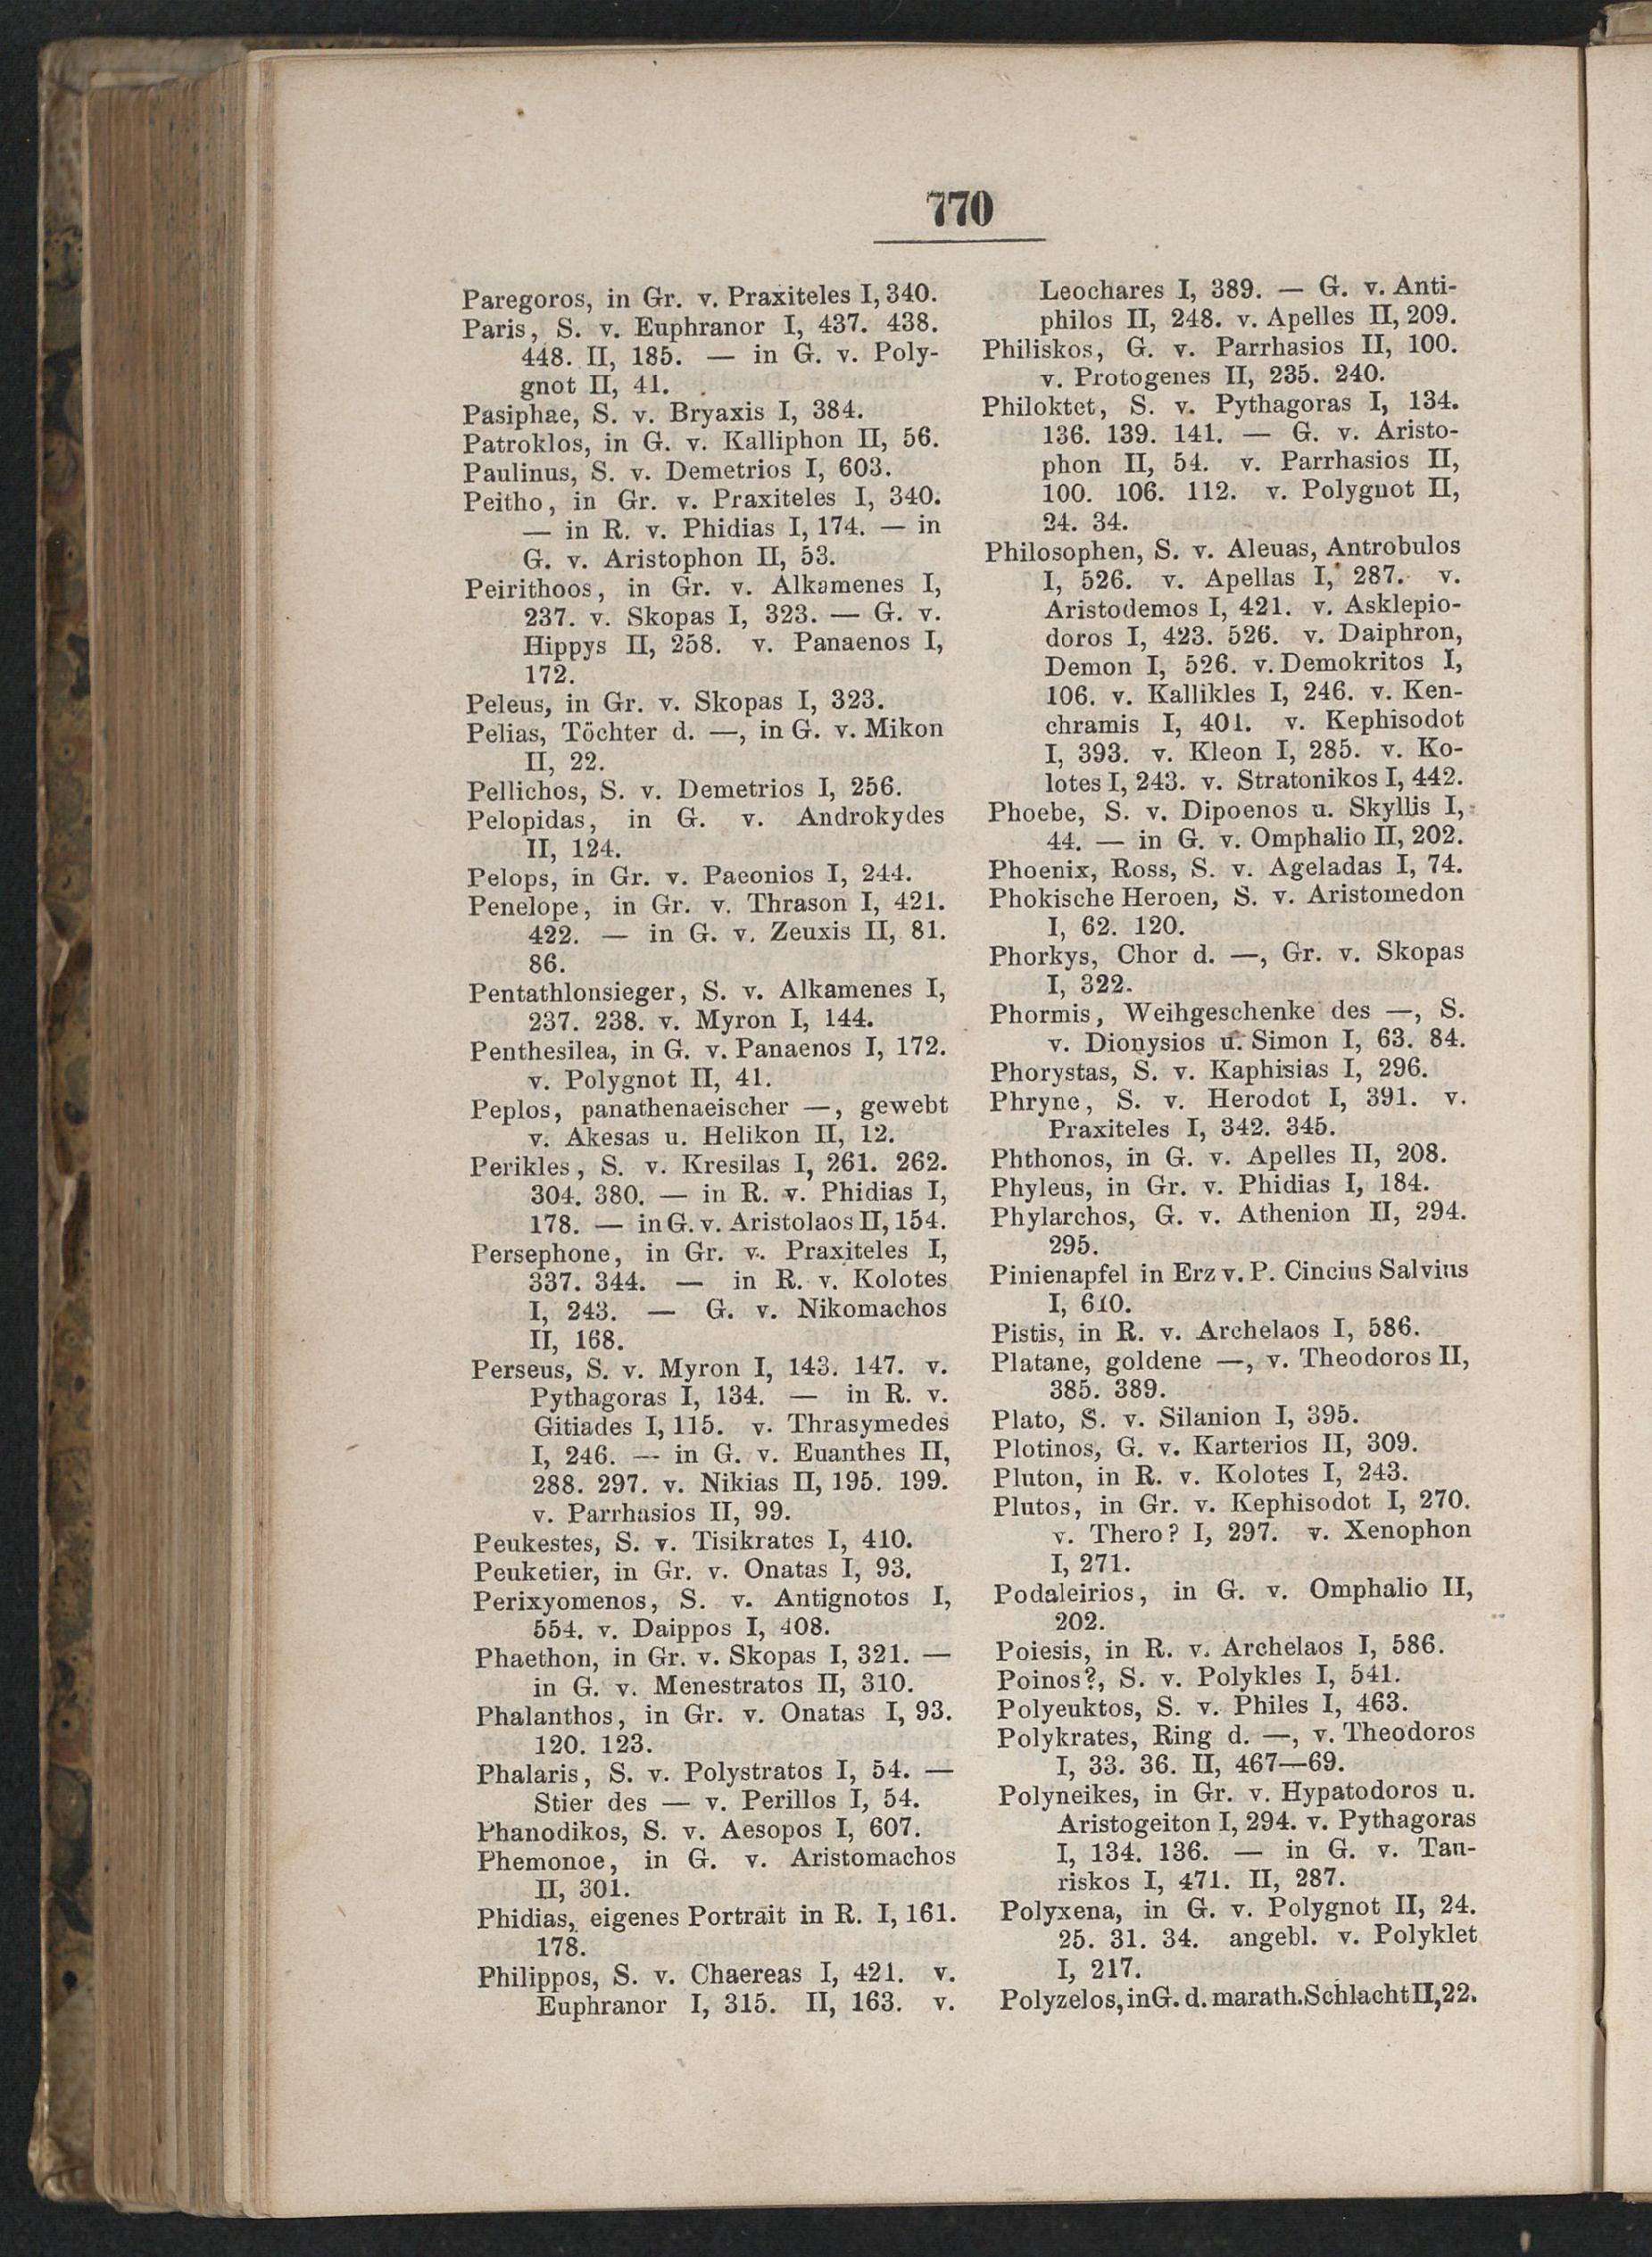 770
Paregoros, in Gr. v. Praxiteles I, 340.
Paris, S. v. Euphranor I, 437. 438.
448. II, 185. — in G. v. Poly-
gnot II, 41.
Pasiphae, S. v. Bryaxis I, 384.
Patroklos, in G. v. Kalliphon II, 56.
Paulinus, S. v. Demetrios I, 603.
Peitho, in Gr. v. Praxiteles I, 340.
— in R. v. Phidias I, 174. — in
G. v. Aristophon II, 53.
Peirithoos, in Gr. v. Alkamenes I,
237. v. Skopas I, 323. — G. v.
Hippys II, 258. v. Panaenos I,
172.
Peleus, in Gr. v. Skopas I, 323.
Pelias, Töchter d. —, in G. v. Mikon
II, 22.
Pellichos, S. v. Demetrios I, 256.
Pelopidas, in G. v. Androkydes
II, 124.
Pelops, in Gr. v. Paeonios I, 244.
Penelope, in Gr. v. Thrason I, 421.
422. — in G. v. Zeuxis II, 81.
86.
Pentathlonsieger, S. v. Alkamenes I,
237. 238. v. Myron I, 144.
Penthesilea, in G. v. Panaenos I, 172.
v. Polygnot II, 41.
Peplos, panathenaeischer —, gewebt
v. Akesas u. Helikon II, 12.
Perikles, S. v. Kresilas I, 261. 262.
304. 380. — in R. v. Phidias I,
178. — in G. v. Aristolaos II, 154.
Persephone, in Gr. v. Praxiteles I,
337. 344. — in R. v. Kolotes
I, 243. — G. v. Nikomachos
II, 168.
Perseus, S. v. Myron I, 143. 147. v.
Pythagoras I, 134. — in R. v.
Gitiades I, 115. v. Thrasymedes
I, 246. — in G. v. Euanthes II,
288. 297. v. Nikias II, 195. 199.
v. Parrhasios II, 99.
Peukestes, S. v. Tisikrates I, 410.
Peuketier, in Gr. v. Onatas I, 93.
Perixyomenos, S. v. Antignotos I,
554. v. Daippos I, 408.
Phaethon, in Gr. v. Skopas I, 321. —
in G. v. Menestratos II, 310.
Phalanthos, in Gr. v. Onatas I, 93.
120. 123.
Phalaris, S. v. Polystratos I, 54. —
Stier des — v. Perillos I, 54.
Phanodikos, S. v. Aesopos I, 607.
Phemonoe, in G. v. Aristomachos
II, 301.
Phidias, eigenes Portrait in R. I, 161.
178.
Philippos, S. v. Chaereas I, 421. v.
Euphranor I, 315. II, 163. v.
Leochares I, 389. — G. v. Anti-
philos II, 248. v. Apelles II, 209.
Philiskos, G. v. Parrhasios II, 100.
v. Protogenes II, 235. 240.
Philoktet, S. v. Pythagoras I, 134.
136. 139. 141. — G. v. Aristo-
phon II, 54. v. Parrhasios II,
100. 106. 112. v. Polygnot II,
24. 34.
Philosophen, S. v. Aleuas, Antrobulos
I, 526. v. Apellas I, 287. v.
Aristodemos I, 421. v. Asklepio-
doros I, 423. 526. v. Daiphron,
Demon I, 526. v. Demokritos I,
106. v. Kallikles I, 246. v. Ken-
chramis I, 401. v. Kephisodot
I, 393. v. Kleon I, 285. v. Ko-
lotes I, 243. v. Stratonikos I, 442.
Phoebe, S. v. Dipoenos u. Skyllis I,
44. — in G. v. Omphalio II, 202.
Phoenix, Ross, S. v. Ageladas I, 74.
Phokische Heroen, S. v. Aristomedon
I, 62. 120.
Phorkys, Chor d. —, Gr. v. Skopas
I, 322.
Phormis, Weihgeschenke des —, S.
v. Dionysios u. Simon I, 63. 84.
Phorystas, S. v. Kaphisias I, 296.
Phryne, S. v. Herodot I, 391. v.
Praxiteles I, 342. 345.
Phthonos, in G. v. Apelles II, 208.
Phyleus, in Gr. v. Phidias I, 184.
Phylarchos, G. v. Athenion II, 294.
295.
Pinienapfel in Erz v. P. Cincius Salvius
I, 610.
Pistis, in R. v. Archelaos I, 586.
Platane, goldene —, v. Theodoros II,
385. 389.
Plato, S. v. Silanion I, 395.
Plotinos, G. v. Karterios II, 309.
Pluton, in R. v. Kolotes I, 243.
Plutos, in Gr. v. Kephisodot I, 270.
v. Thero? I, 297. v. Xenophon
I, 271.
Podaleirios, in G. v. Omphalio II,
202.
Poiesis, in R. v. Archelaos I, 586.
Poinos?, S. v. Polykles I, 541.
Polyeuktos, S. v. Philes I, 463.
Polykrates, Ring d. —, v. Theodoros
I, 33. 36. II, 467—69.
Polyneikes, in Gr. v. Hypatodoros u.
Aristogeiton I, 294. v. Pythagoras
I, 134. 136. — in G. v. Tau-
riskos I, 471. II, 287.
Polyxena, in G. v. Polygnot II, 24.
25. 31. 34. angebl. v. Polyklet
I, 217.
Polyzelos, in G. d. marath. Schlacht II, 22.